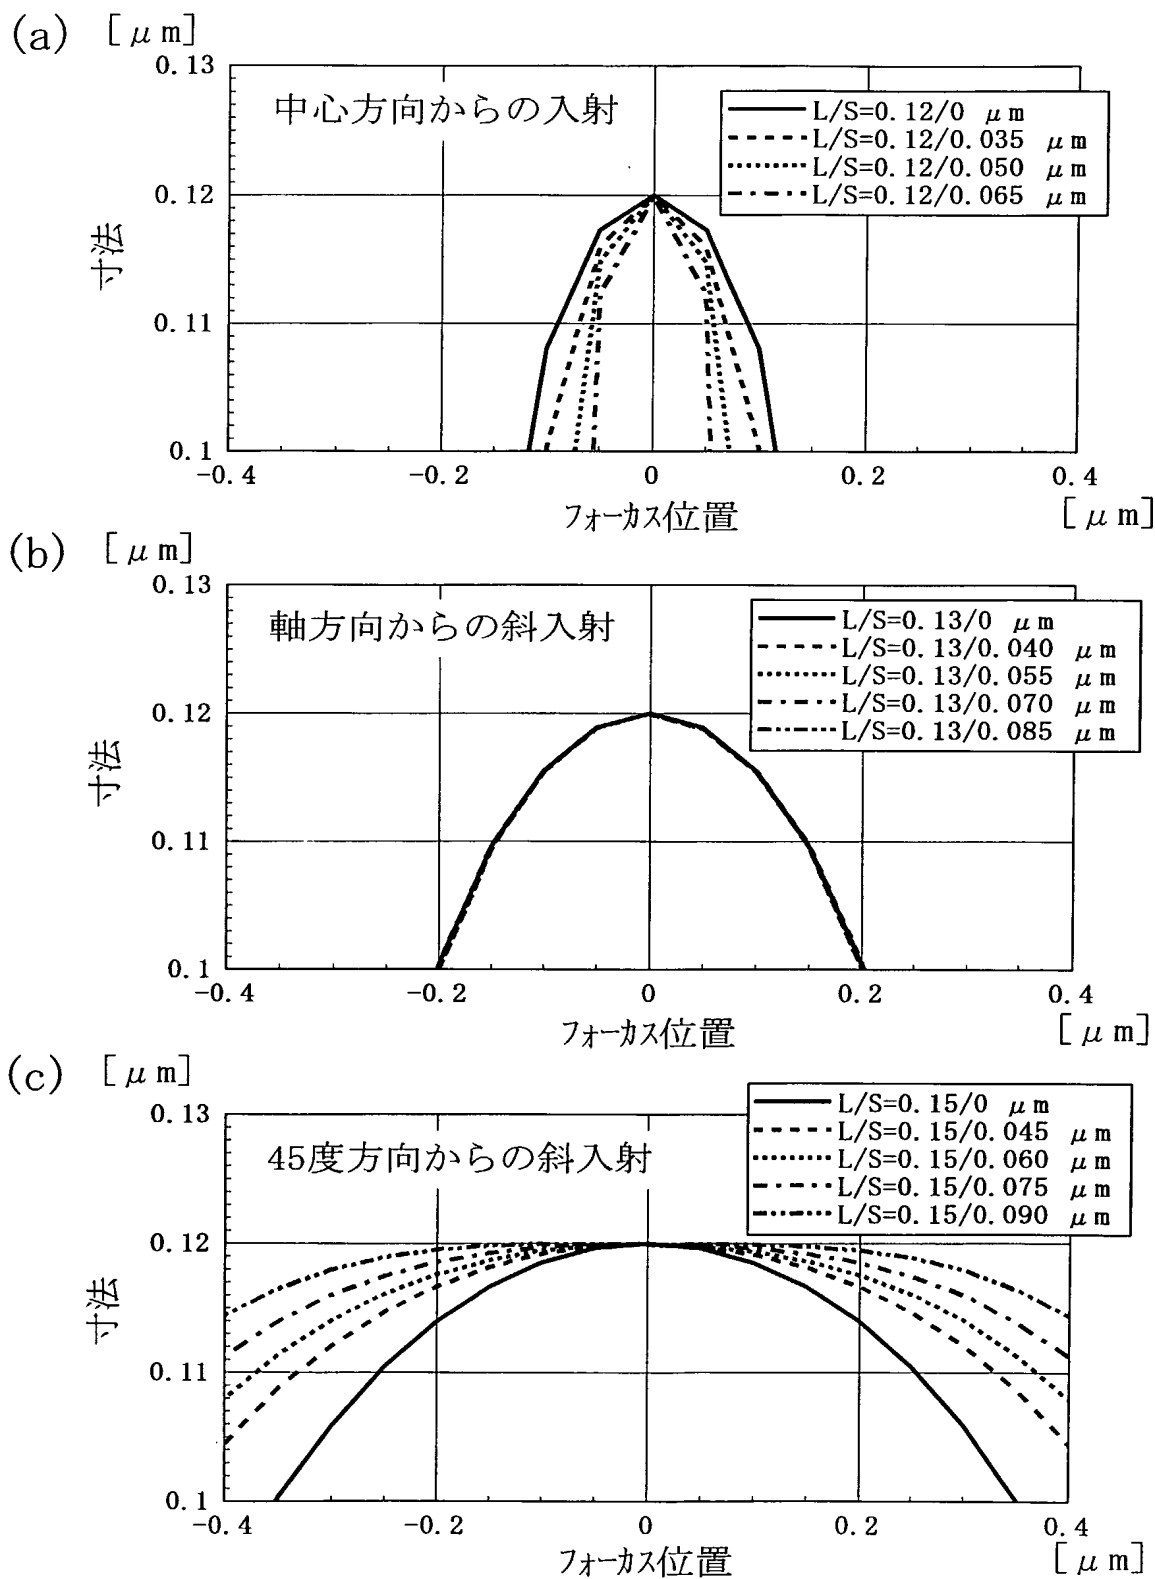 (a) [μm]
0.13
中心方向からの入射
L/S=0.12/0 μm
L/S=0.12/0.035 μm
L/S=0.12/0.050 μm
L/S=0.12/0.065 μm
0.12
寸法
0.11
0.1
-0.4 -0.2 0 0.2 0.4
フォーカス位置 [μm]
(b) [μm]
0.13
軸方向からの斜入射
L/S=0.13/0 μm
L/S=0.13/0.040 μm
L/S=0.13/0.055 μm
L/S=0.13/0.070 μm
L/S=0.13/0.085 μm
0.12
寸法
0.11
0.1
-0.4 -0.2 0 0.2 0.4
フォーカス位置 [μm]
(c) [μm]
0.13
45度方向からの斜入射
L/S=0.15/0 μm
L/S=0.15/0.045 μm
L/S=0.15/0.060 μm
L/S=0.15/0.075 μm
L/S=0.15/0.090 μm
0.12
寸法
0.11
0.1
-0.4 -0.2 0 0.2 0.4
フォーカス位置 [μm]